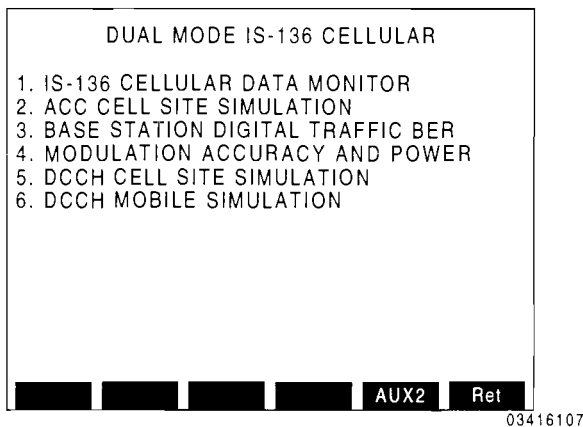 DUAL MODE IS-136 CELLULAR
1. IS-136 CELLULAR DATA MONITOR
2. ACC CELL SITE SIMULATION
3. BASE STATION DIGITAL TRAFFIC BER
4. MODULATION ACCURACY AND POWER
5. DCCH CELL SITE SIMULATION
6. DCCH MOBILE SIMULATION
AUX2 Ret
03416107